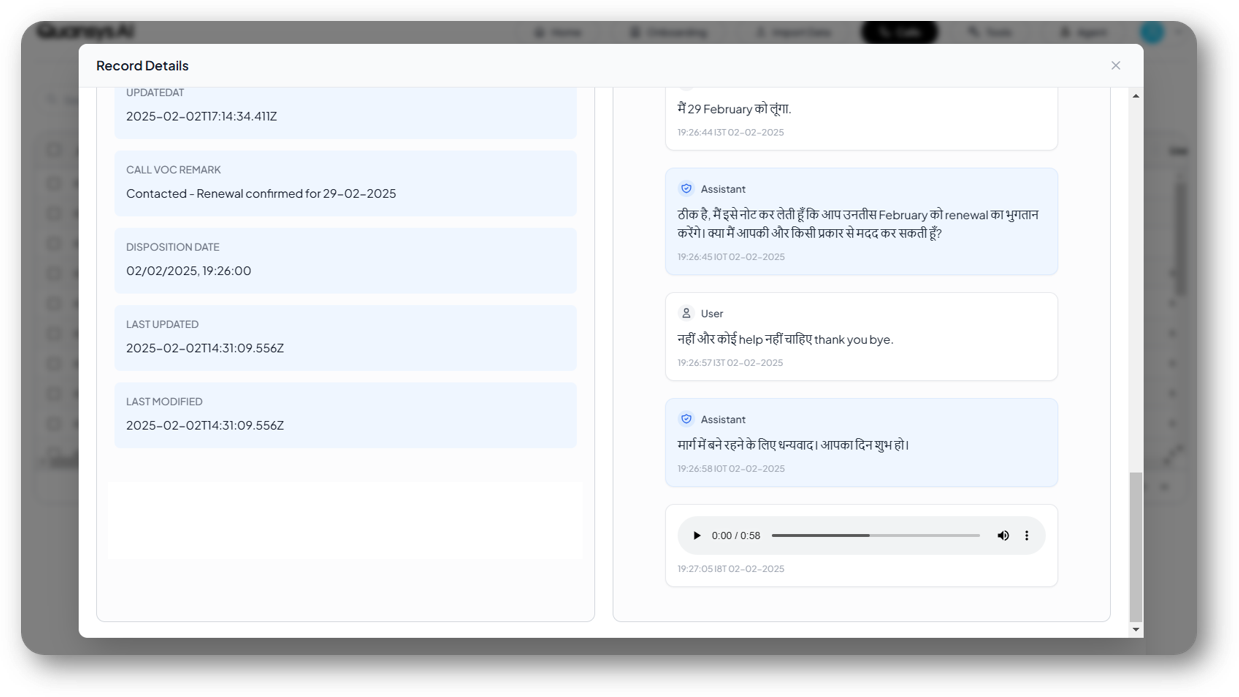 Quansys AI
Home
Onboarding
Import Data
Calls
Tools
Agent
Record Details
UPDATEDAT
2025-02-02T17:14:34.411Z
CALL VOC REMARK
Contacted - Renewal confirmed for 29-02-2025
DISPOSITION DATE
02/02/2025, 19:26:00
LAST UPDATED
2025-02-02T14:31:09.556Z
LAST MODIFIED
2025-02-02T14:31:09.556Z
मैं 29 February को लूंगा.
19:26:44 I3T 02-02-2025
Assistant
ठीक है, मैं इसे नोट कर लेती हूँ कि आप उनतीस February को renewal का भुगतान
करेंगे। क्या मैं आपकी और किसी प्रकार से मदद कर सकती हूँ?
19:26:45 I0T 02-02-2025
User
नहीं और कोई help नहीं चाहिए thank you bye.
19:26:57 I3T 02-02-2025
Assistant
मार्ग में बने रहने के लिए धन्यवाद। आपका दिन शुभ हो।
19:26:58 I0T 02-02-2025
0:00 / 0:58
19:27:05 I8T 02-02-2025